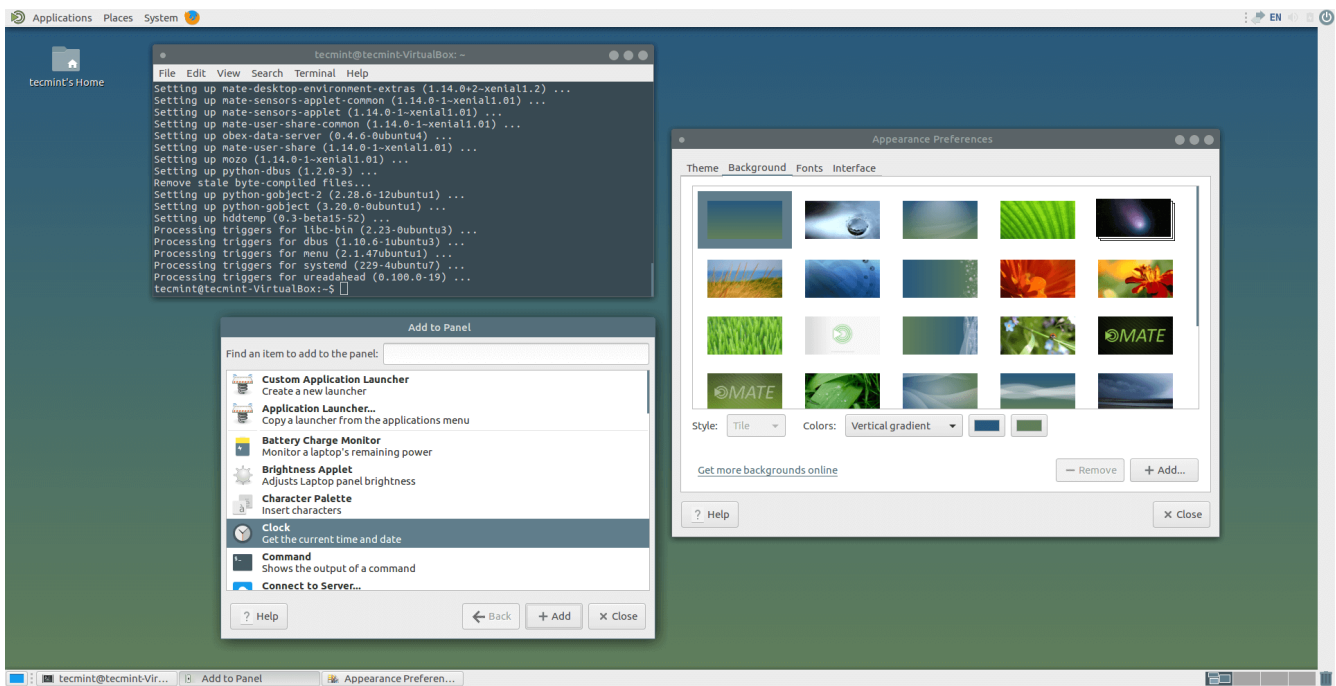 Applications Places System
EN
tecmint's Home
tecmint@tecmint-VirtualBox: ~
File Edit View Search Terminal Help
Setting up mate-desktop-environment-extras (1.14.0+2~xenial1.2) ...
Setting up mate-sensors-applet-common (1.14.0-1~xenial1.01) ...
Setting up mate-sensors-applet (1.14.0-1~xenial1.01) ...
Setting up mate-user-share-common (1.14.0-1~xenial1.01) ...
Setting up obex-data-server (0.4.6-0ubuntu4) ...
Setting up mate-user-share (1.14.0-1~xenial1.01) ...
Setting up mozo (1.14.0-1~xenial1.01) ...
Setting up python-dbus (1.2.0-3) ...
Remove stale byte-compiled files...
Setting up python-gobject-2 (2.28.6-12ubuntu1) ...
Setting up python-gobject (3.20.0-0ubuntu1) ...
Setting up hddtemp (0.3-beta15-52) ...
Processing triggers for libc-bin (2.23-0ubuntu3) ...
Processing triggers for dbus (1.10.6-1ubuntu3) ...
Processing triggers for menu (2.1.47ubuntu1) ...
Processing triggers for systemd (229-4ubuntu7) ...
Processing triggers for ureadahead (0.100.0-19) ...
tecmint@tecmint-VirtualBox:~$
Add to Panel
Find an item to add to the panel:
Custom Application Launcher
Create a new launcher
Application Launcher...
Copy a launcher from the applications menu
Battery Charge Monitor
Monitor a laptop's remaining power
Brightness Applet
Adjusts Laptop panel brightness
Character Palette
Insert characters
Clock
Get the current time and date
Command
Shows the output of a command
Connect to Server...
? Help
Back
+ Add
× Close
Appearance Preferences
Theme Background Fonts Interface
MATE
MATE
Style: Tile Colors: Vertical gradient
Get more backgrounds online
− Remove
+ Add...
? Help
× Close
tecmint@tecmint-Vir...
Add to Panel
Appearance Preferen...